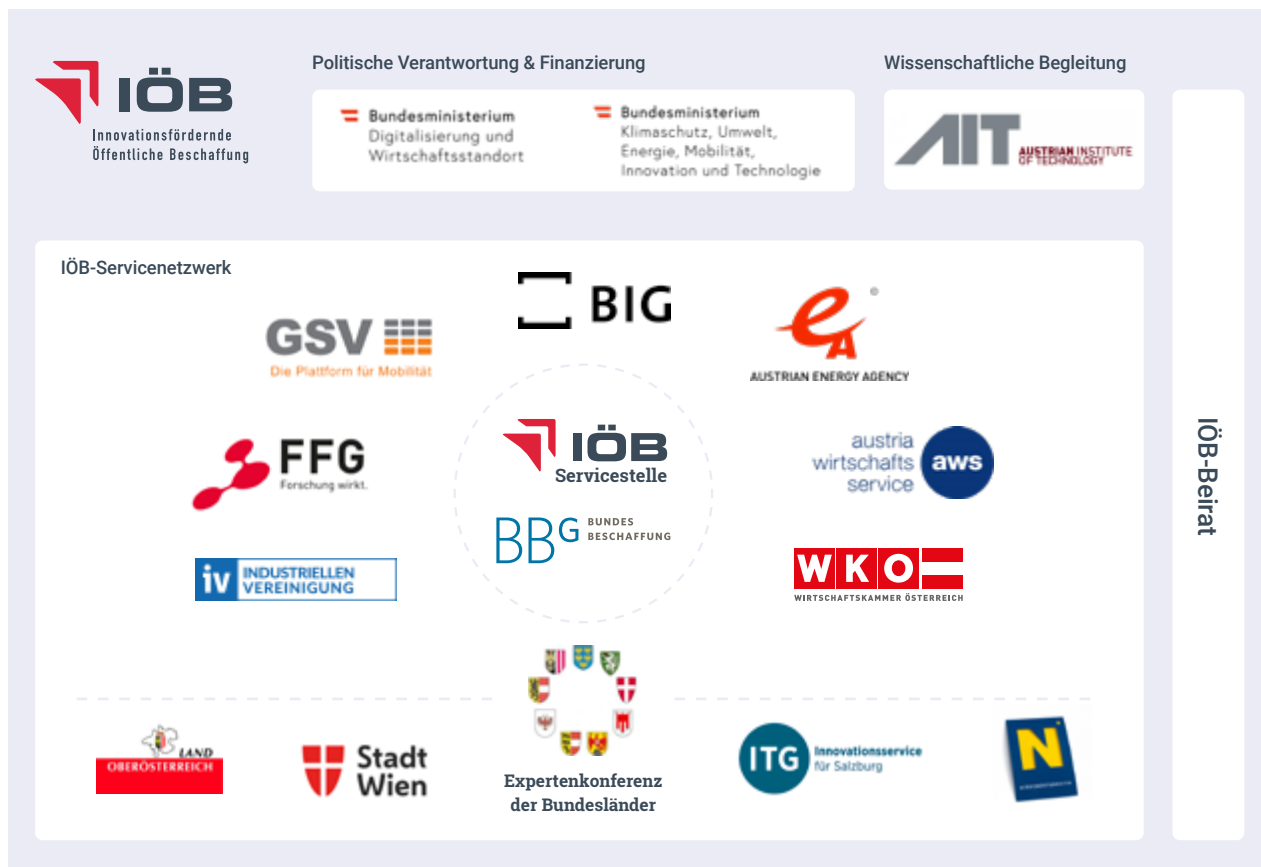 IÖB
Innovationsfördernde
Öffentliche Beschaffung
Politische Verantwortung & Finanzierung
Bundesministerium
Digitalisierung und
Wirtschaftsstandort
Bundesministerium
Klimaschutz, Umwelt,
Energie, Mobilität,
Innovation und Technologie
Wissenschaftliche Begleitung
AIT
AUSTRIAN INSTITUTE
OF TECHNOLOGY
IÖB-Beirat
IÖB-Servicenetzwerk
GSV
Die Plattform für Mobilität
BIG
eA
©
AUSTRIAN ENERGY AGENCY
FFG
Forschung wirkt.
IÖB
Servicestelle
BBG
BUNDES
BESCHAFFUNG
austria
wirtschafts
service
aws
iv
INDUSTRIELLEN
VEREINIGUNG
WKO
WIRTSCHAFTSKAMMER ÖSTERREICH
LAND
OBERÖSTERREICH
Stadt
Wien
Expertenkonferenz
der Bundesländer
ITG
Innovationsservice
für Salzburg
N